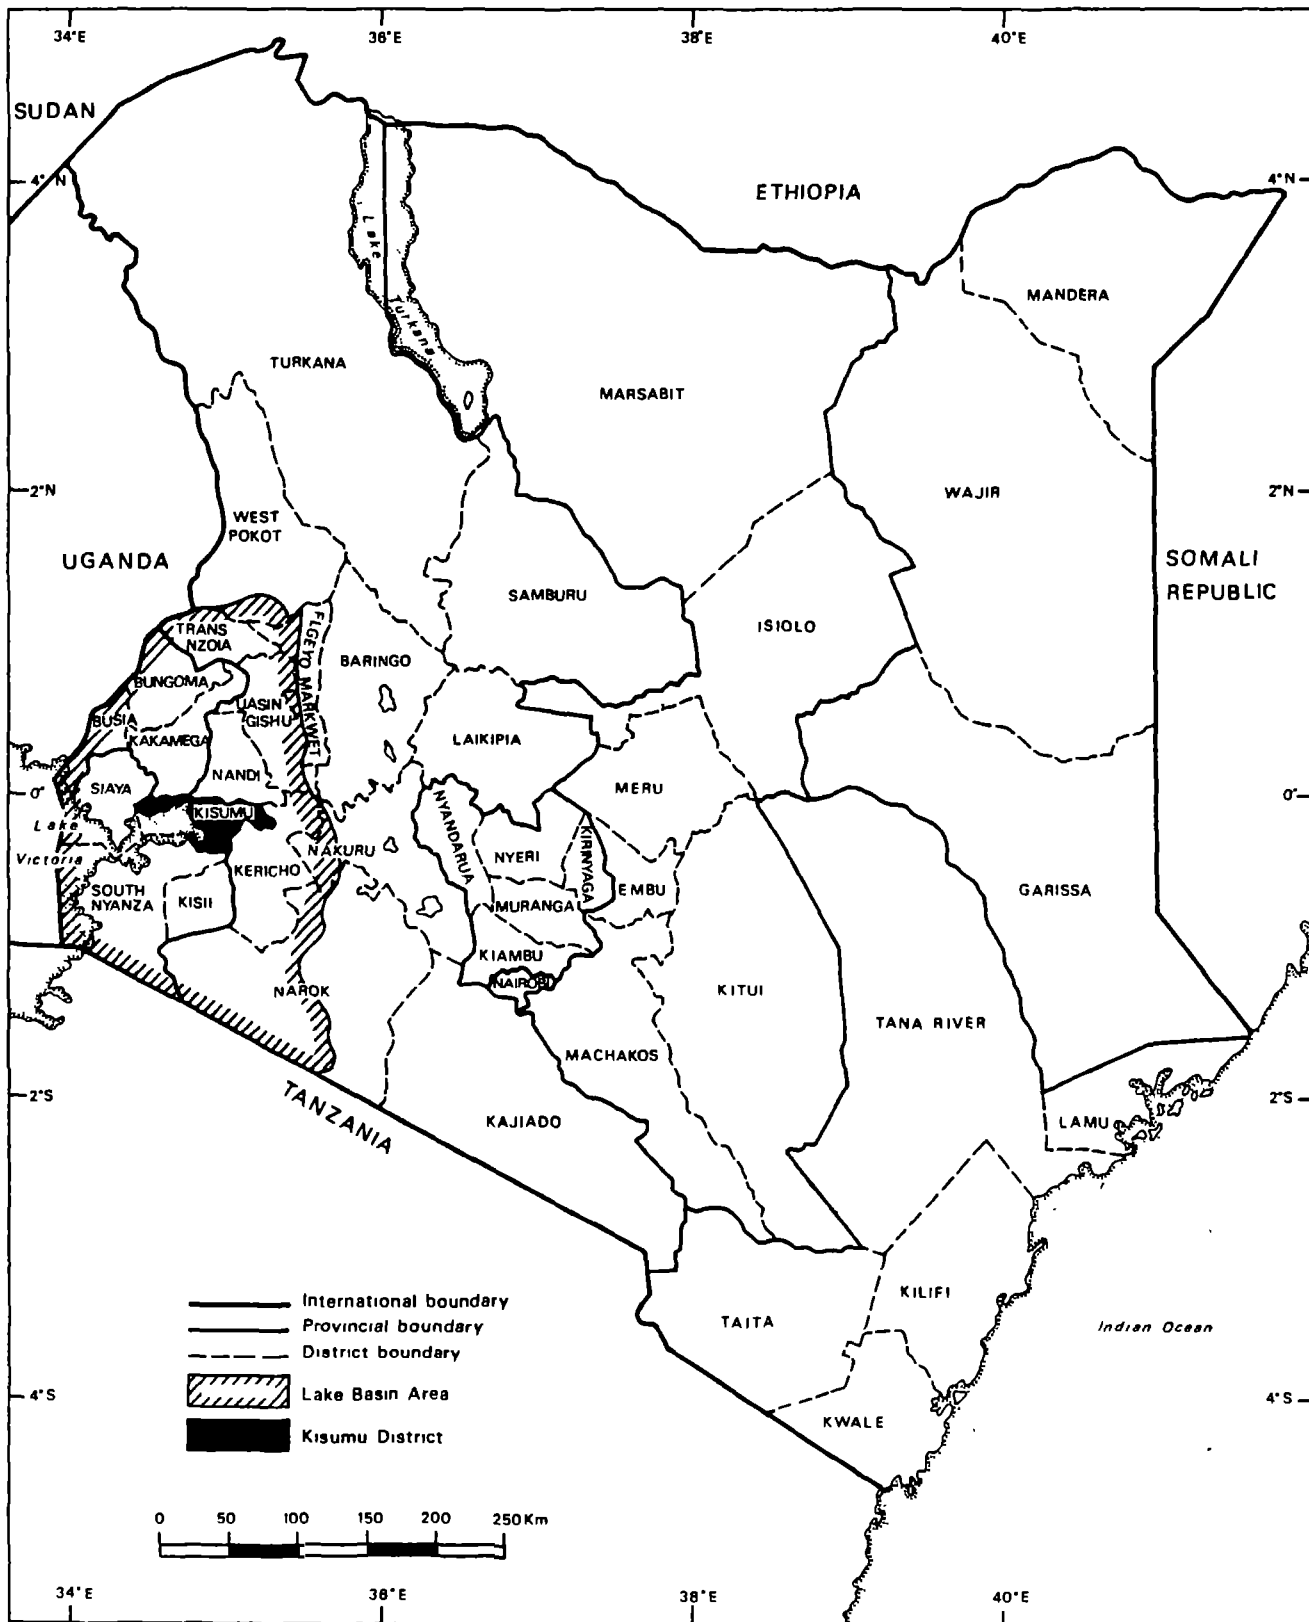 34°E 36°E 38°E 40°E
SUDAN
4° N 4°N
ETHIOPIA
Lake
Turkana
MANDERA
TURKANA
MARSABIT
2°N WAJIR 2°N
WEST
POKOT
UGANDA
SOMALI
REPUBLIC
SAMBURU
ISIOLO
TRANS
NZOIA
ELGEYO MARKWET
BARINGO
BUNGOMA
UASIN
GISHU
BUSIA
KAKAMEGA
LAIKIPIA
NANDI
SIAYA
MERU
0° 0°
KISUMU
Lake
Victoria
NYANDARUA
NAKURU
NYERI
KIRINYAGA
KERICHO
SOUTH
NYANZA
KISII
EMBU
GARISSA
MURANGA
KIAMBU
NAIROBI
NAROK
KITUI
TANA RIVER
MACHAKOS
2°S 2°S
TANZANIA
KAJIADO
LAMU
International boundary
Provincial boundary
District boundary
TAITA
KILIFI
Indian Ocean
4°S Lake Basin Area 4°S
KWALE
Kisumu District
0 50 100 150 200 250 Km
34°E 36°E 38°E 40°E